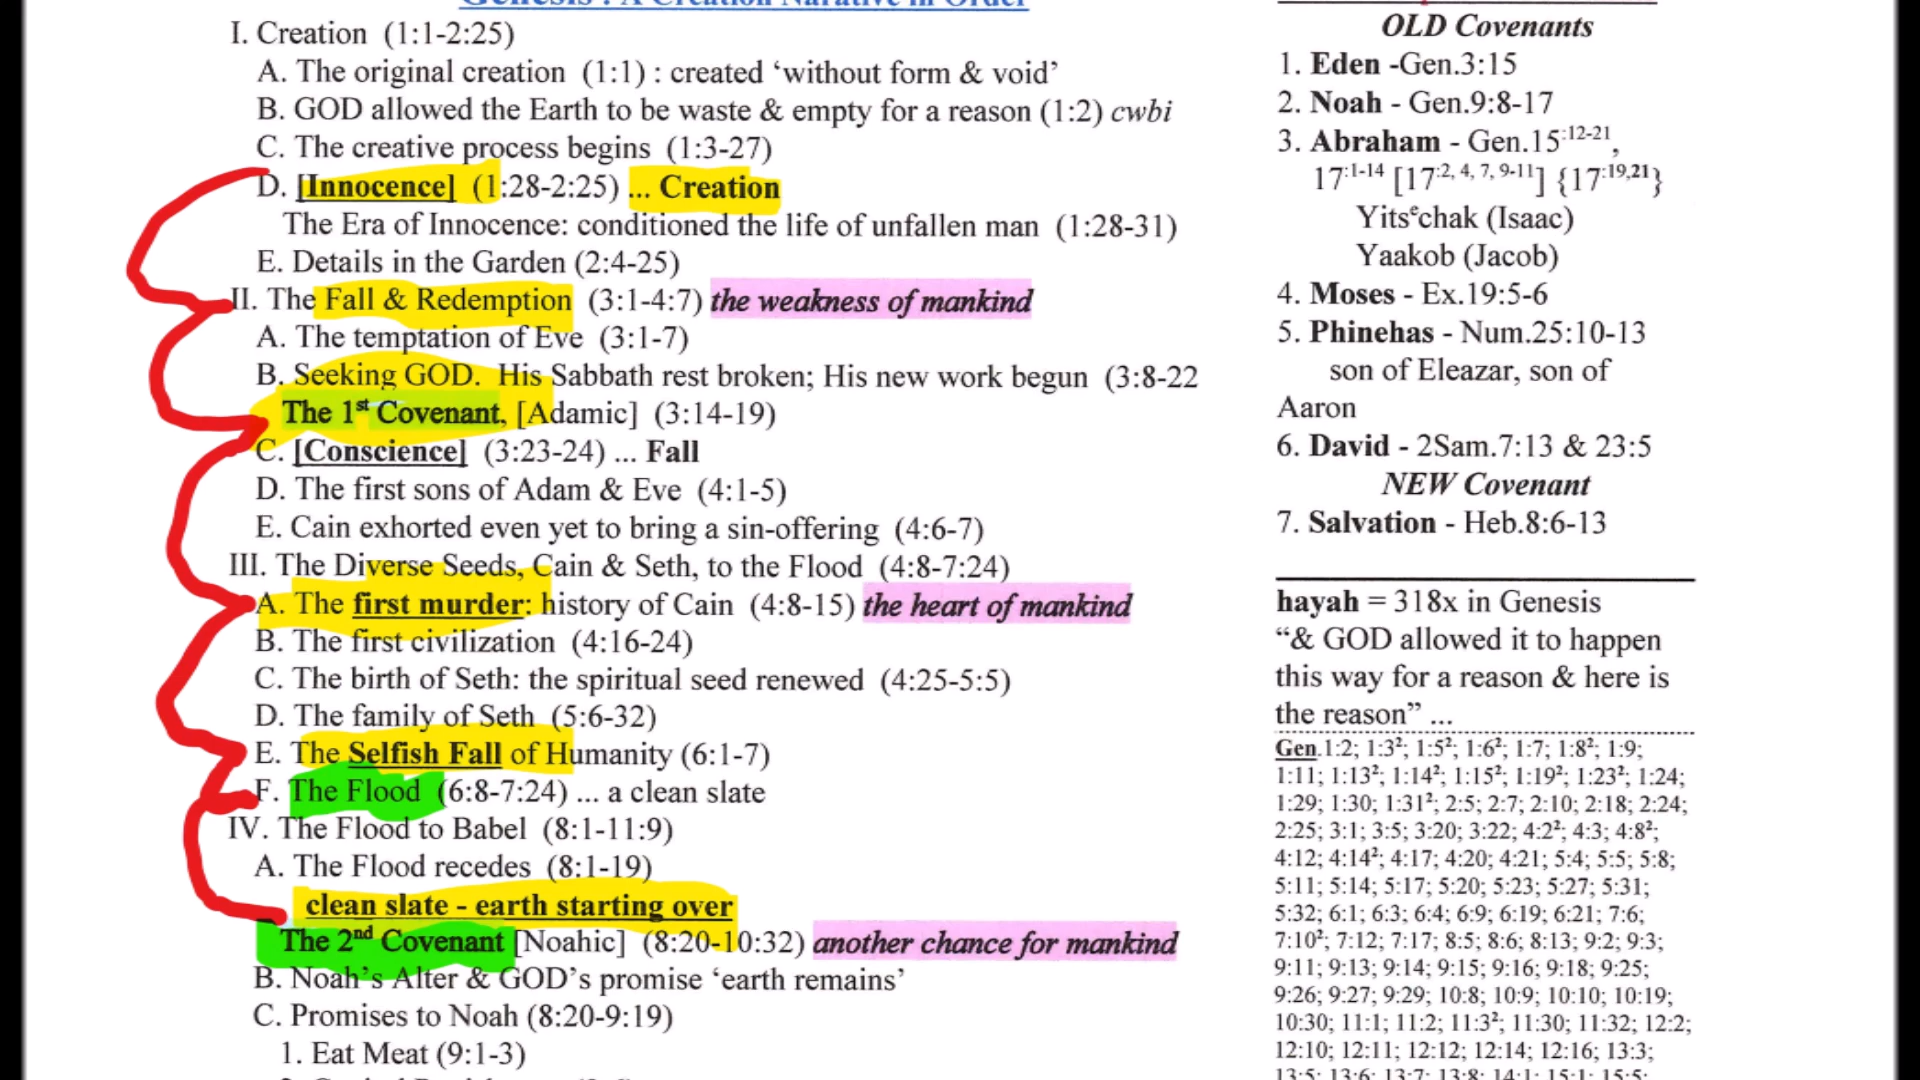 Genesis : A Creation Narrative in Order
I. Creation (1:1-2:25)
A. The original creation (1:1) : created ‘without form & void’
B. GOD allowed the Earth to be waste & empty for a reason (1:2) cwbi
C. The creative process begins (1:3-27)
D. [Innocence] (1:28-2:25) ... Creation
The Era of Innocence: conditioned the life of unfallen man (1:28-31)
E. Details in the Garden (2:4-25)
II. The Fall & Redemption (3:1-4:7) the weakness of mankind
A. The temptation of Eve (3:1-7)
B. Seeking GOD. His Sabbath rest broken; His new work begun (3:8-22
The 1st Covenant, [Adamic] (3:14-19)
C. [Conscience] (3:23-24) ... Fall
D. The first sons of Adam & Eve (4:1-5)
E. Cain exhorted even yet to bring a sin-offering (4:6-7)
III. The Diverse Seeds, Cain & Seth, to the Flood (4:8-7:24)
A. The first murder: history of Cain (4:8-15) the heart of mankind
B. The first civilization (4:16-24)
C. The birth of Seth: the spiritual seed renewed (4:25-5:5)
D. The family of Seth (5:6-32)
E. The Selfish Fall of Humanity (6:1-7)
F. The Flood (6:8-7:24) ... a clean slate
IV. The Flood to Babel (8:1-11:9)
A. The Flood recedes (8:1-19)
clean slate - earth starting over
The 2nd Covenant [Noahic] (8:20-10:32) another chance for mankind
B. Noah’s Alter & GOD’s promise ‘earth remains’
C. Promises to Noah (8:20-9:19)
1. Eat Meat (9:1-3)
OLD Covenants
1. Eden -Gen.3:15
2. Noah - Gen.9:8-17
3. Abraham - Gen.15:12-21,
17:1-14 [17:2, 4, 7, 9-11] {17:19,21}
Yitsechak (Isaac)
Yaakob (Jacob)
4. Moses - Ex.19:5-6
5. Phinehas - Num.25:10-13
son of Eleazar, son of
Aaron
6. David - 2Sam.7:13 & 23:5
NEW Covenant
7. Salvation - Heb.8:6-13
hayah = 318x in Genesis
“& GOD allowed it to happen
this way for a reason & here is
the reason” ...
Gen.1:2; 1:3²; 1:5²; 1:6²; 1:7; 1:8²; 1:9;
1:11; 1:13²; 1:14²; 1:15²; 1:19²; 1:23²; 1:24;
1:29; 1:30; 1:31²; 2:5; 2:7; 2:10; 2:18; 2:24;
2:25; 3:1; 3:5; 3:20; 3:22; 4:2²; 4:3; 4:8²;
4:12; 4:14²; 4:17; 4:20; 4:21; 5:4; 5:5; 5:8;
5:11; 5:14; 5:17; 5:20; 5:23; 5:27; 5:31;
5:32; 6:1; 6:3; 6:4; 6:9; 6:19; 6:21; 7:6;
7:10²; 7:12; 7:17; 8:5; 8:6; 8:13; 9:2; 9:3;
9:11; 9:13; 9:14; 9:15; 9:16; 9:18; 9:25;
9:26; 9:27; 9:29; 10:8; 10:9; 10:10; 10:19;
10:30; 11:1; 11:2; 11:3²; 11:30; 11:32; 12:2;
12:10; 12:11; 12:12; 12:14; 12:16; 13:3;
13:5; 13:6; 13:7; 13:8; 14:1; 15:1; 15:5;